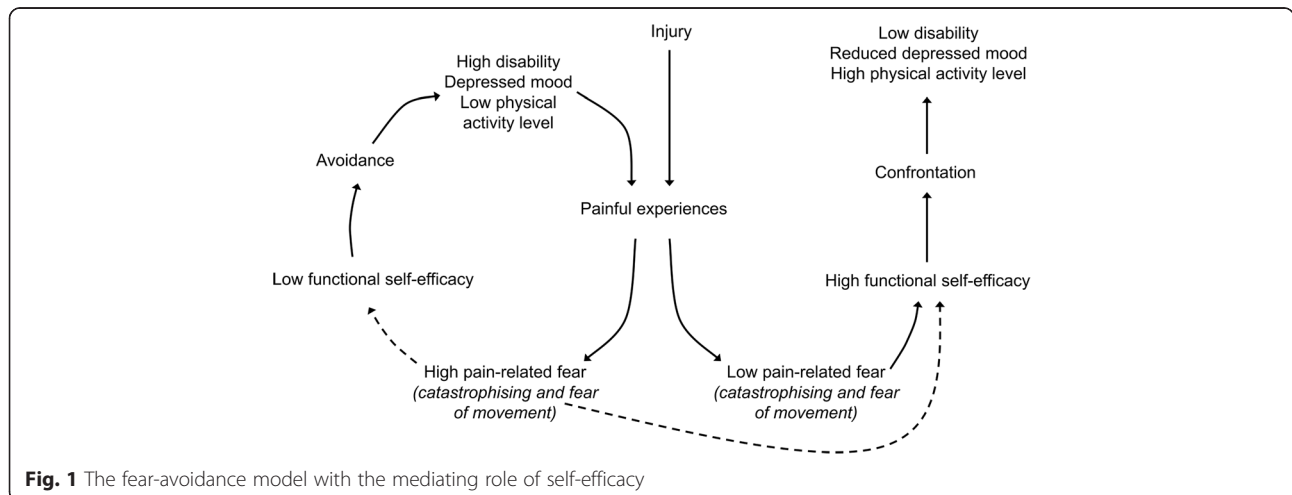 Injury
Low disability
Reduced depressed mood
High physical activity level
High disability
Depressed mood
Low physical
activity level
Avoidance
Confrontation
Painful experiences
Low functional self-efficacy
High functional self-efficacy
High pain-related fear
(catastrophising and fear
of movement)
Low pain-related fear
(catastrophising and fear
of movement)
Fig. 1 The fear-avoidance model with the mediating role of self-efficacy